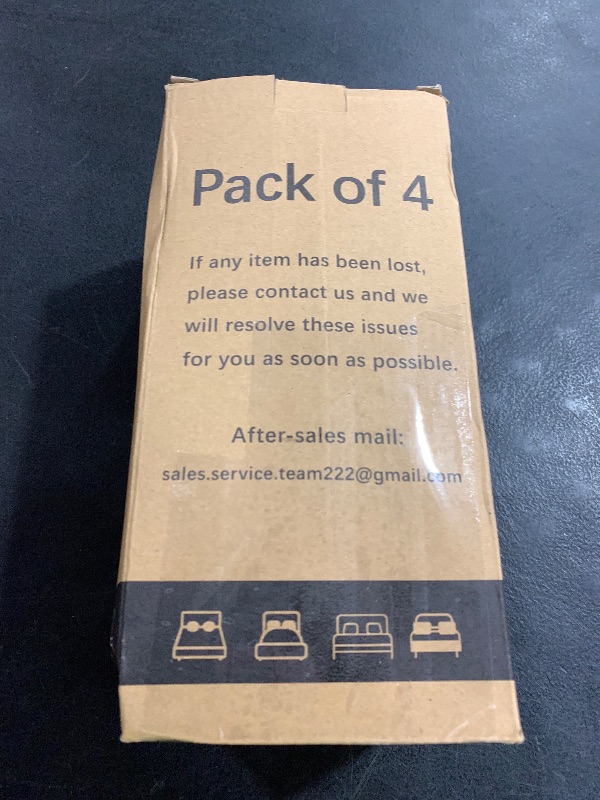 Pack of 4
If any item has been lost,
please contact us and we
will resolve these issues
for you as soon as possible.
After-sales mail:
sales.service.team222@gmail.com